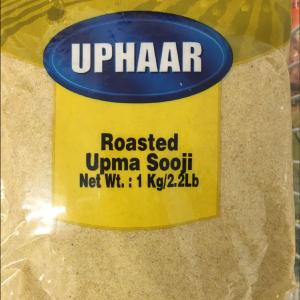 UPHAAR
Roasted
Upma Sooji
Net Wt. : 1 Kg/2.2Lb